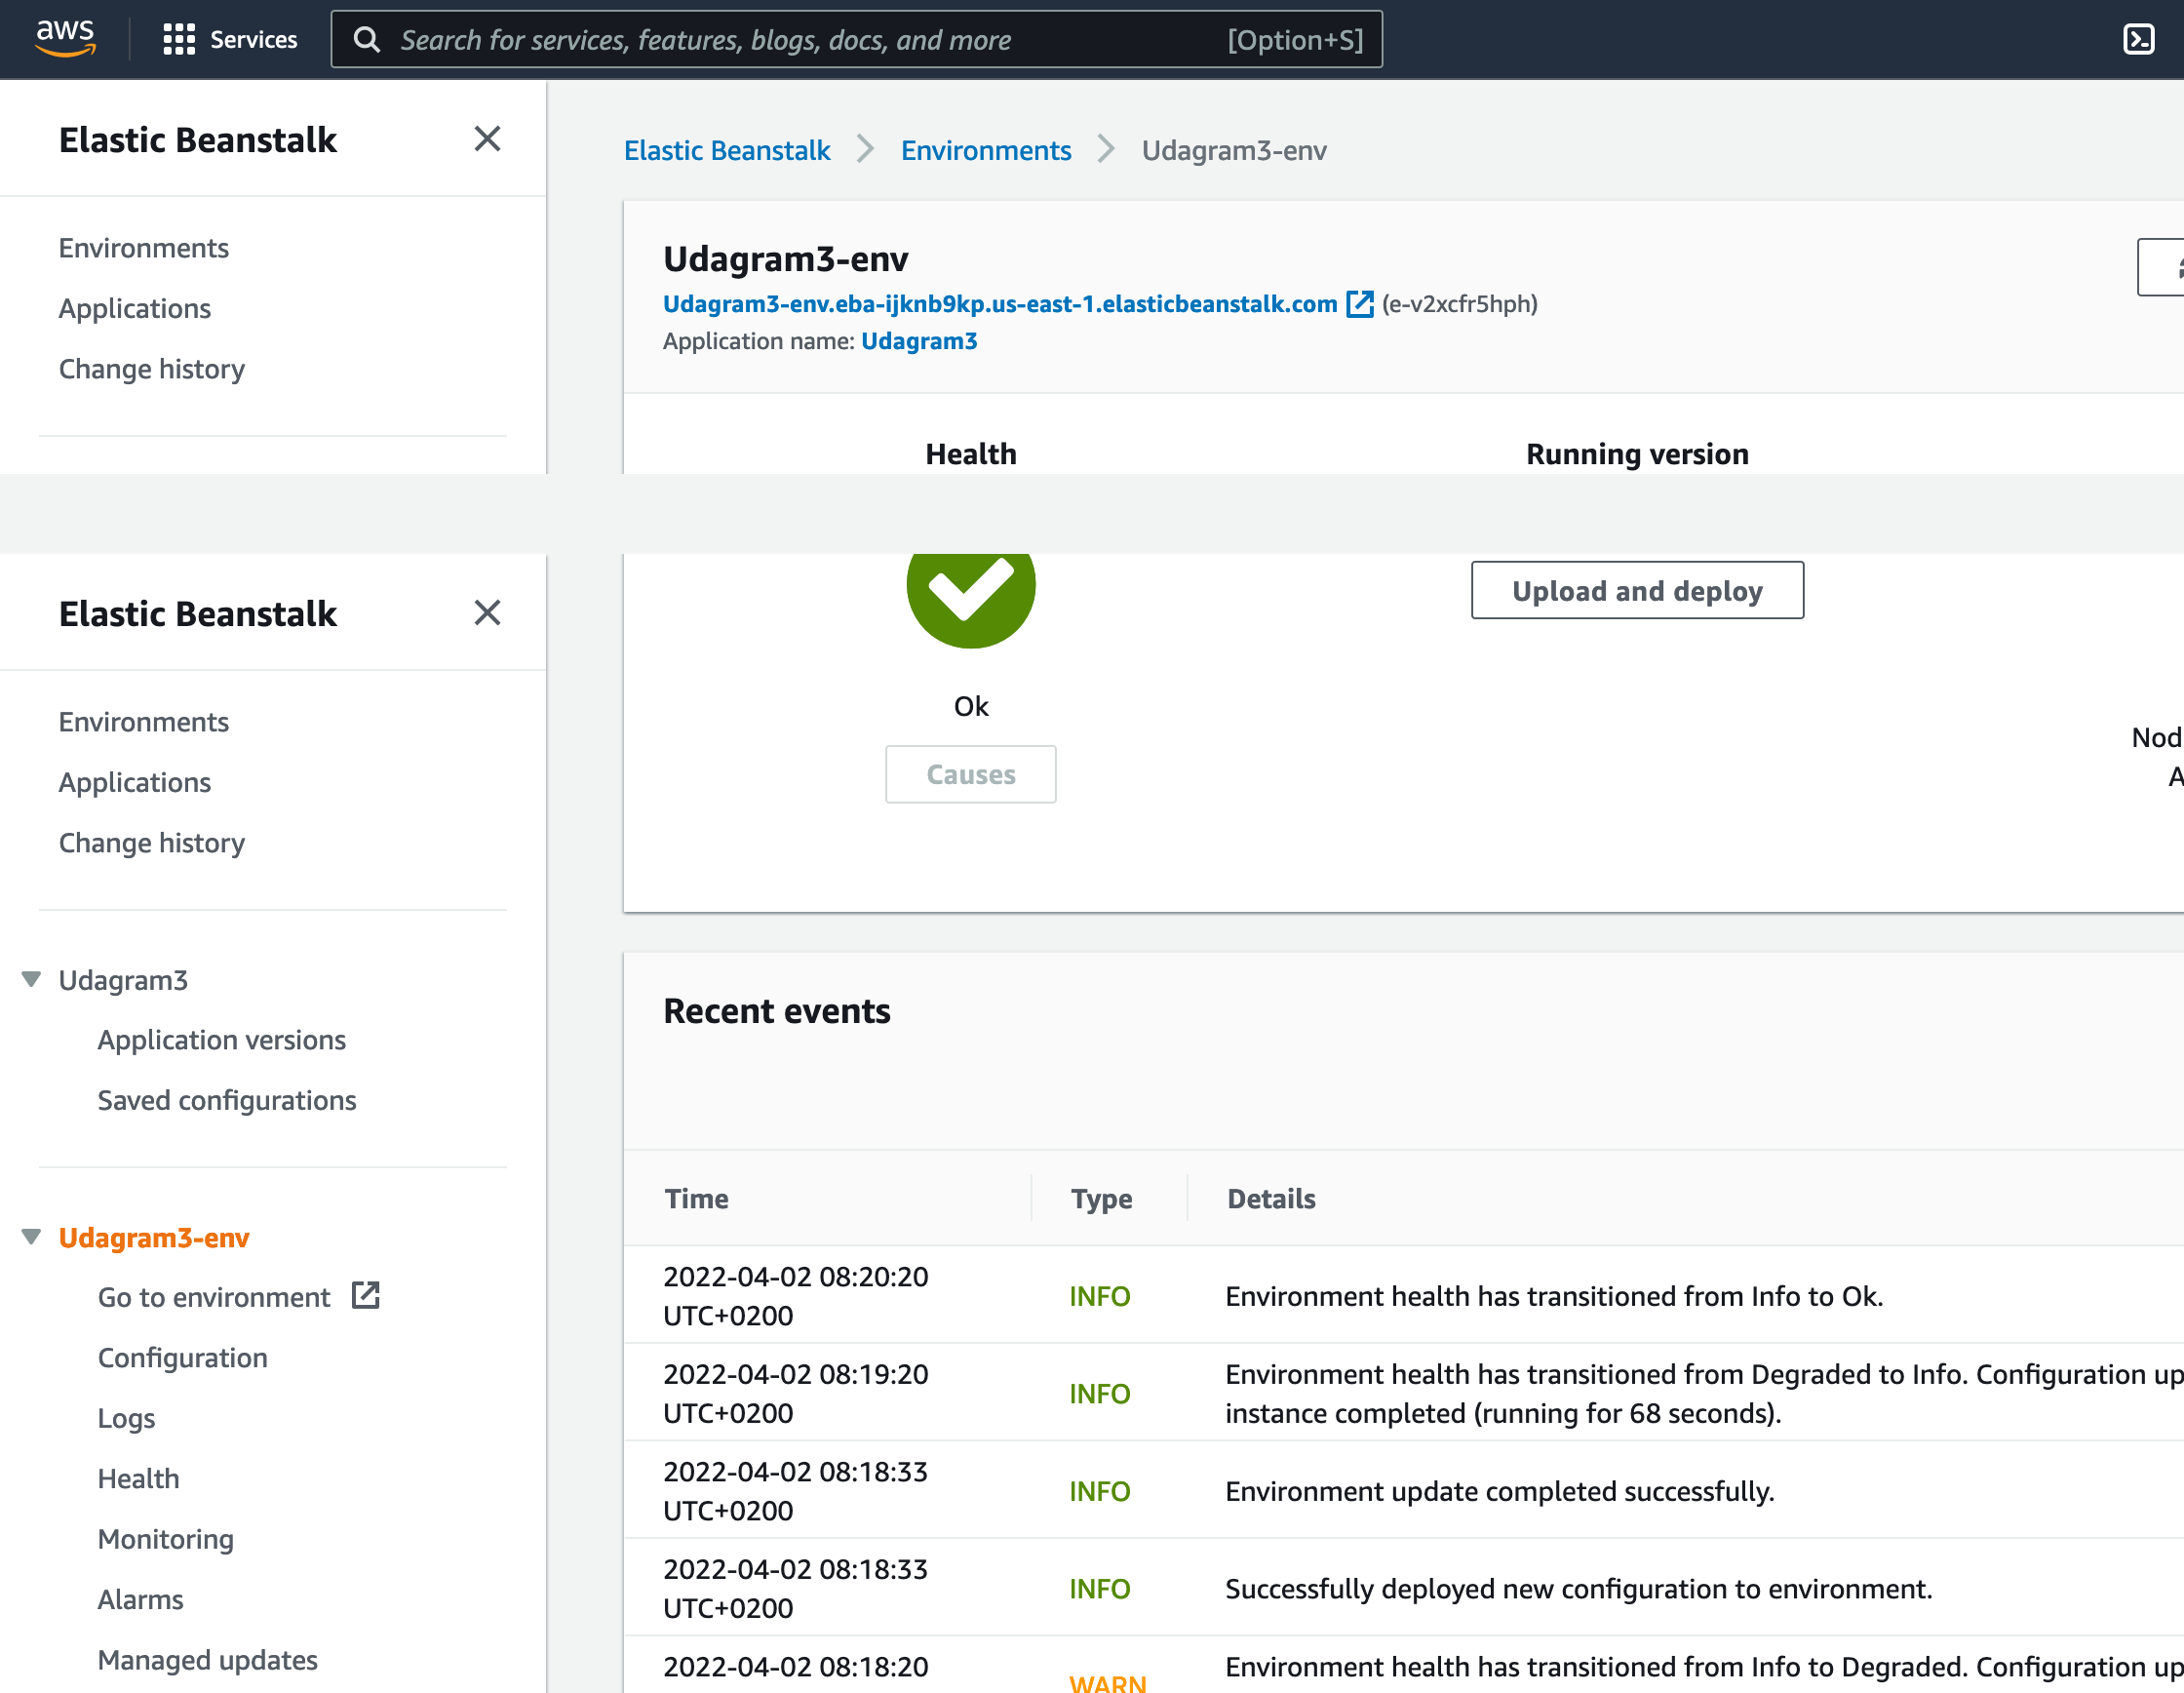 aws
Services
Search for services, features, blogs, docs, and more [Option+S]
Elastic Beanstalk
Environments
Applications
Change history
Elastic Beanstalk Environments Udagram3-env
Udagram3-env
Udagram3-env.eba-ijknb9kp.us-east-1.elasticbeanstalk.com (e-v2xcfr5hph)
Application name: Udagram3
Health Running version
Elastic Beanstalk
Environments
Applications
Change history
Udagram3
Application versions
Saved configurations
Udagram3-env
Go to environment
Configuration
Logs
Health
Monitoring
Alarms
Managed updates
Upload and deploy
Ok
Causes
Nod
A
Recent events
Time Type Details
2022-04-02 08:20:20
UTC+0200
INFO
Environment health has transitioned from Info to Ok.
2022-04-02 08:19:20
UTC+0200
INFO
Environment health has transitioned from Degraded to Info. Configuration up
instance completed (running for 68 seconds).
2022-04-02 08:18:33
UTC+0200
INFO
Environment update completed successfully.
2022-04-02 08:18:33
UTC+0200
INFO
Successfully deployed new configuration to environment.
2022-04-02 08:18:20
WARN
Environment health has transitioned from Info to Degraded. Configuration up